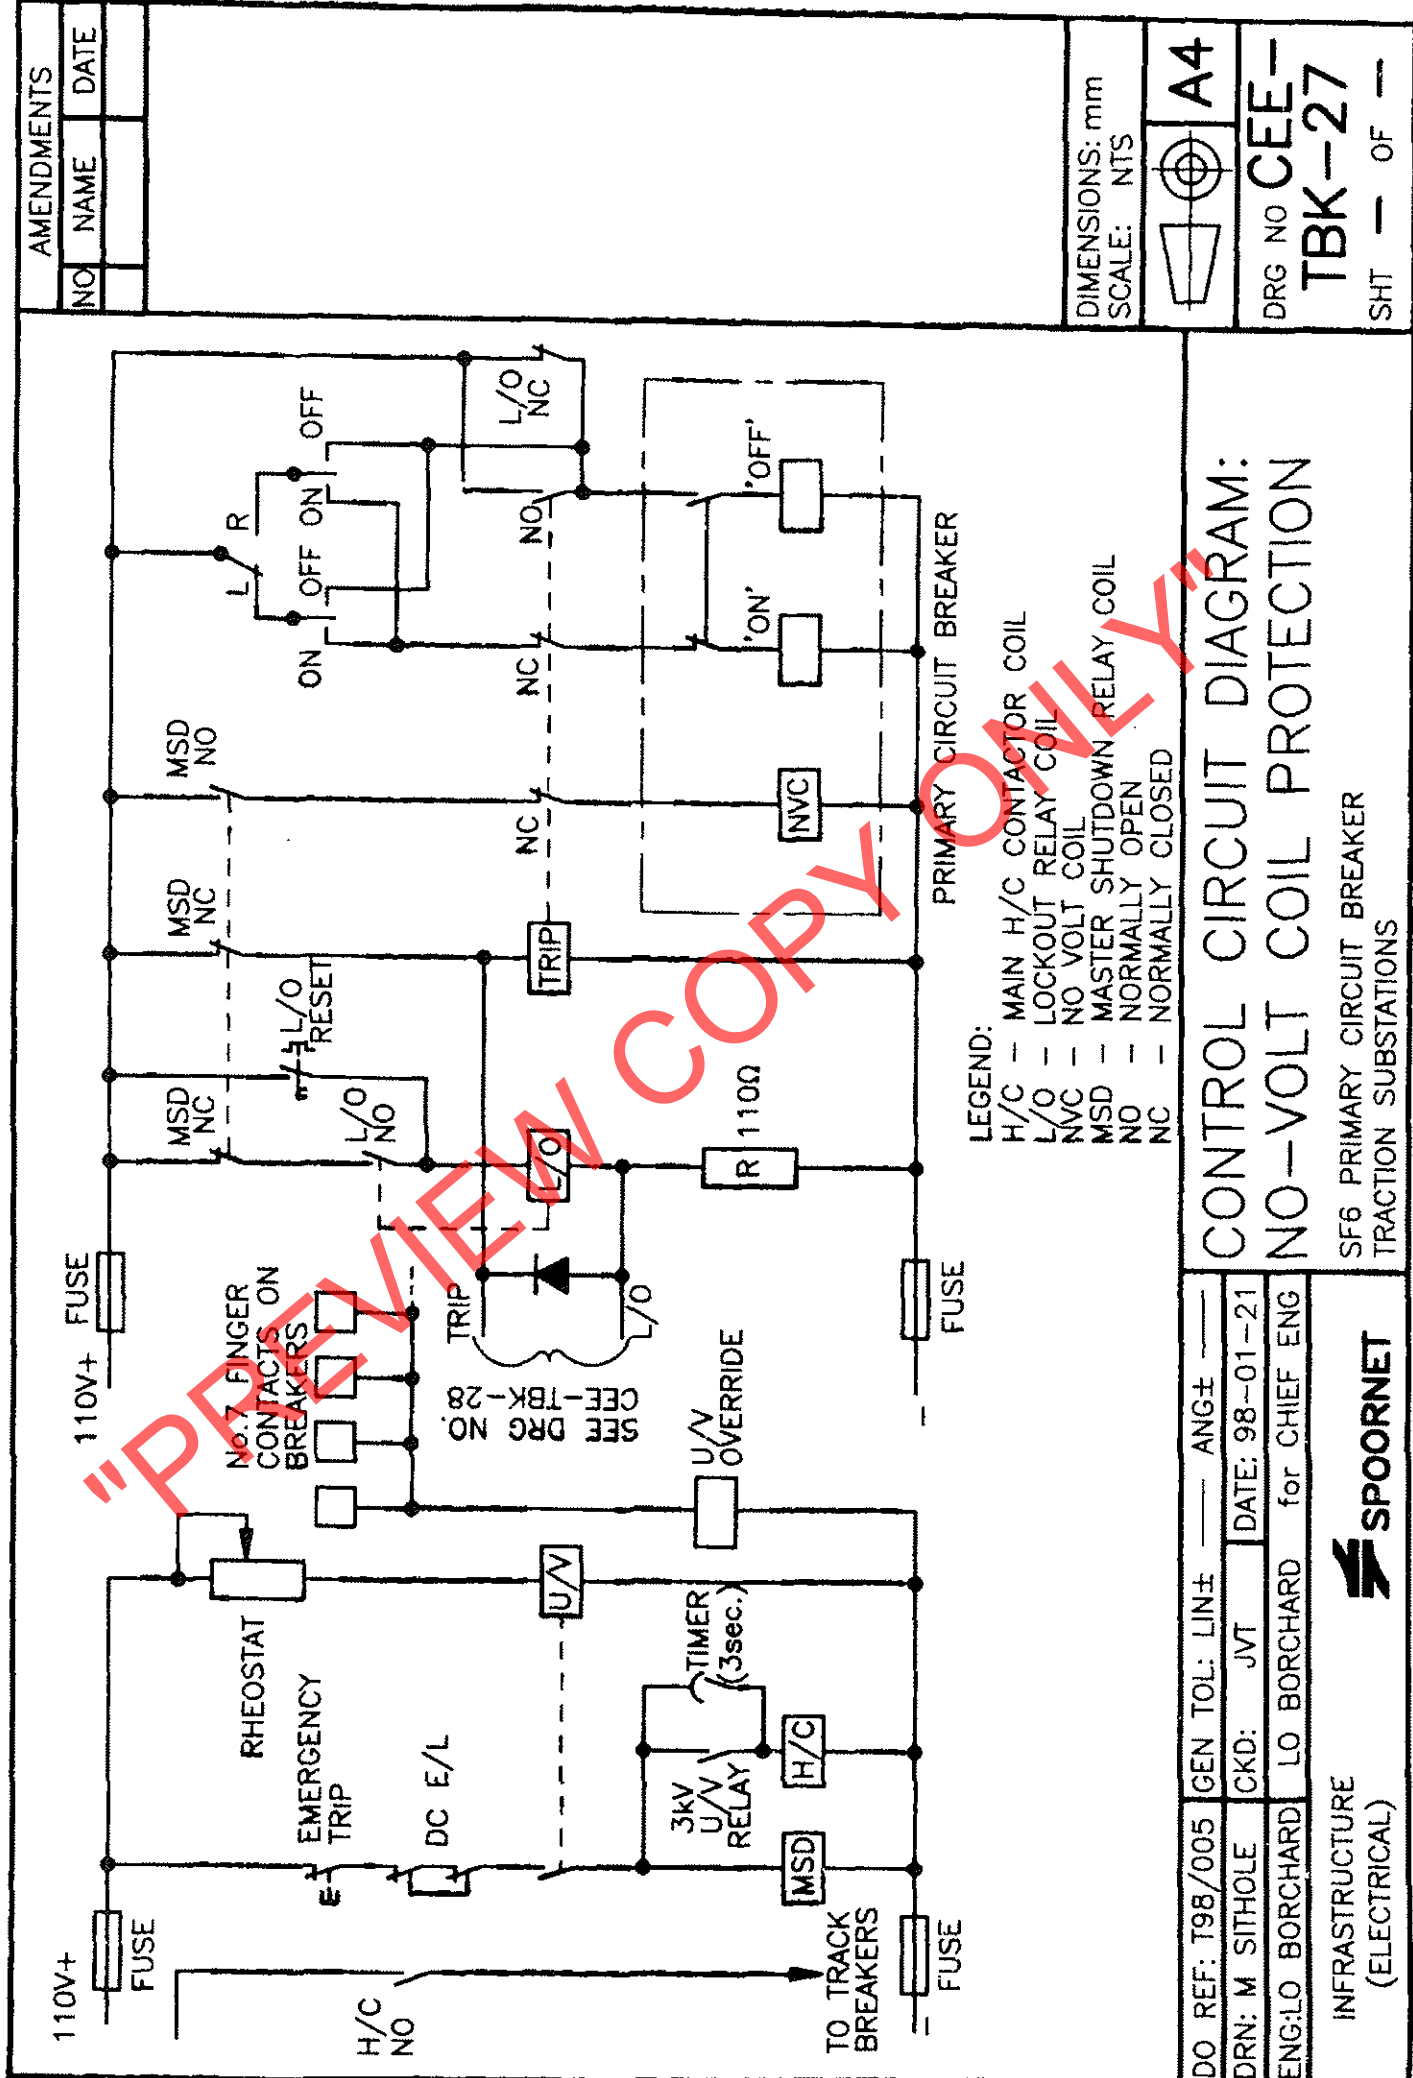 110V+
FUSE
H/C
NO
TO TRACK
BREAKERS
FUSE
—
EMERGENCY
TRIP
DC E/L
RHEOSTAT
U/V
3kV
U/V
RELAY
TIMER
(3sec.)
MSD
H/C
U/V
OVERRIDE
No.7 FINGER
CONTACTS ON
BREAKERS
110V+
FUSE
TRIP
L/O
SEE DRG NO.
CEE-TBK-28
FUSE
—
MSD
NC
L/O
NO
L/O
RESET
L/O
R 110Ω
MSD
NC
TRIP
MSD
NO
NC
NVC
L R
ON OFF ON OFF
NC
NO
L/O
NC
'ON'
'OFF'
PRIMARY CIRCUIT BREAKER
LEGEND:
H/C – MAIN H/C CONTACTOR COIL
L/O – LOCKOUT RELAY COIL
NVC – NO VOLT COIL
MSD – MASTER SHUTDOWN RELAY COIL
NO – NORMALLY OPEN
NC – NORMALLY CLOSED
"PREVIEW COPY ONLY"
AMENDMENTS
NO NAME DATE
DIMENSIONS: mm
SCALE: NTS
A4
DRG NO CEE-
TBK-27
SHT — OF —
DO REF: T98/005 GEN TOL: LIN± — ANG± —
DRN: M SITHOLE CKD: JVT DATE: 98-01-21
ENG:LO BORCHARD LO BORCHARD for CHIEF ENG
INFRASTRUCTURE
(ELECTRICAL)
SPOORNET
CONTROL CIRCUIT DIAGRAM:
NO-VOLT COIL PROTECTION
SF6 PRIMARY CIRCUIT BREAKER
TRACTION SUBSTATIONS